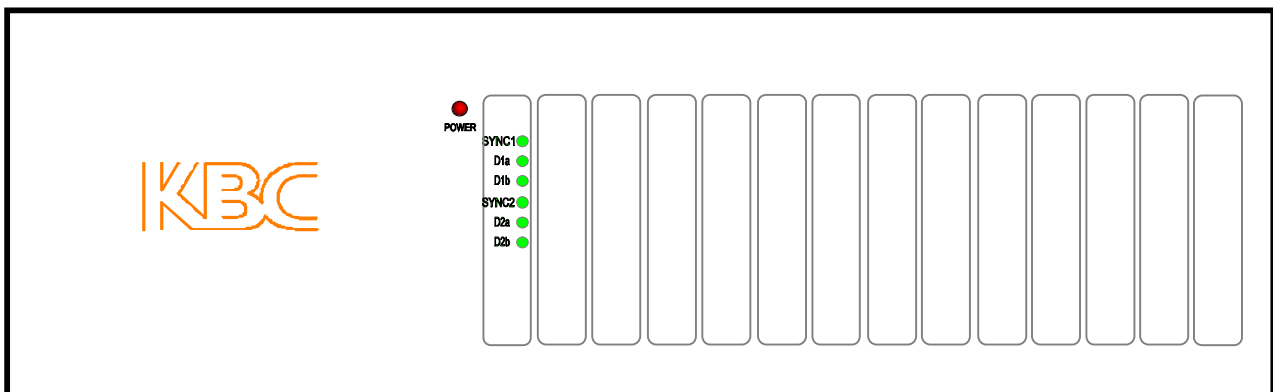 KBC
POWER
SYNC1
D1a
D1b
SYNC2
D2a
D2b